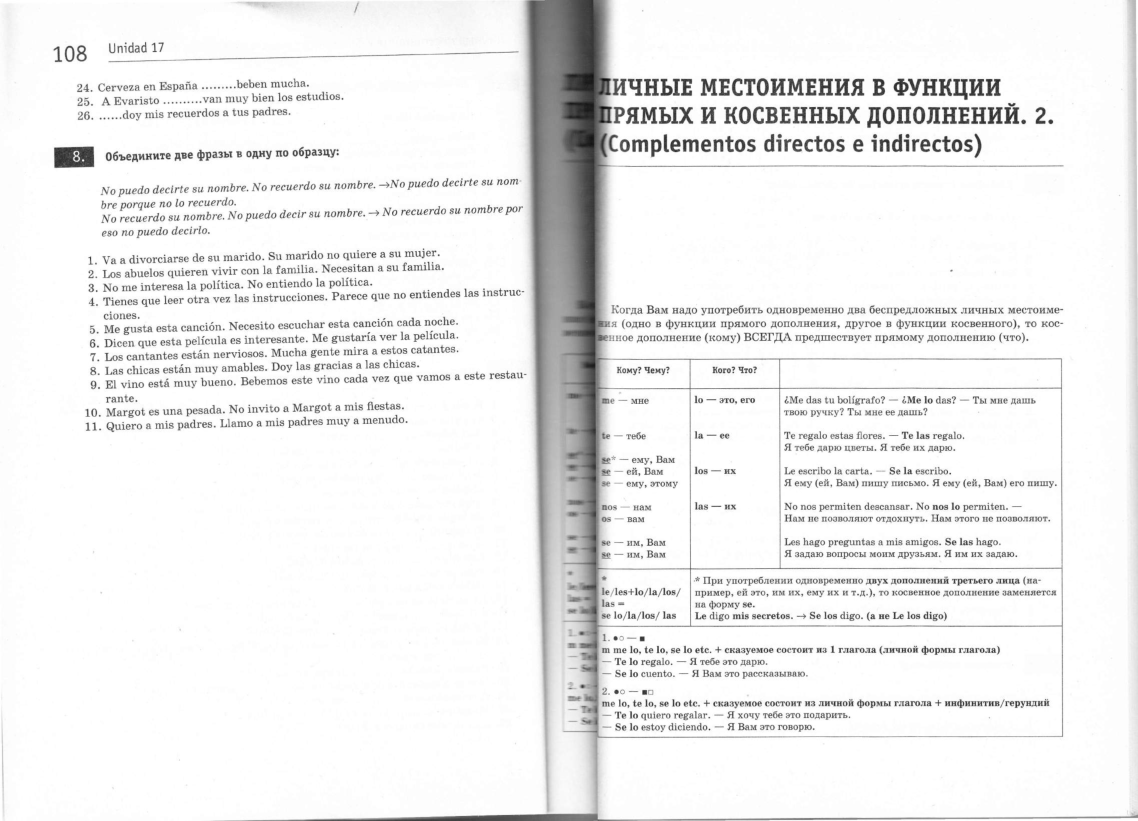 108 Unidad 17
24. Cerveza en España .........beben mucha.
25. A Evaristo ..........van muy bien los estudios.
26. ......doy mis recuerdos a tus padres.
8. Объедините две фразы в одну по образцу:
No puedo decirte su nombre. No recuerdo su nombre. →No puedo decirte su nom-
bre porque no lo recuerdo.
No recuerdo su nombre. No puedo decir su nombre. → No recuerdo su nombre por
eso no puedo decirlo.
1. Va a divorciarse de su marido. Su marido no quiere a su mujer.
2. Los abuelos quieren vivir con la familia. Necesitan a su familia.
3. No me interesa la política. No entiendo la política.
4. Tienes que leer otra vez las instrucciones. Parece que no entiendes las instruc-
ciones.
5. Me gusta esta canción. Necesito escuchar esta canción cada noche.
6. Dicen que esta película es interesante. Me gustaría ver la película.
7. Los cantantes están nerviosos. Mucha gente mira a estos catantes.
8. Las chicas están muy amables. Doy las gracias a las chicas.
9. El vino está muy bueno. Bebemos este vino cada vez que vamos a este restau-
rante.
10. Margot es una pesada. No invito a Margot a mis fiestas.
11. Quiero a mis padres. Llamo a mis padres muy a menudo.
ЛИЧНЫЕ МЕСТОИМЕНИЯ В ФУНКЦИИ
ПРЯМЫХ И КОСВЕННЫХ ДОПОЛНЕНИЙ. 2.
(Complementos directos e indirectos)
Когда Вам надо употребить одновременно два беспредложных личных местоиме-
ния (одно в функции прямого дополнения, другое в функции косвенного), то кос-
венное дополнение (кому) ВСЕГДА предшествует прямому дополнению (что).
Кому? Чему? Кого? Что?
me — мне lo — это, его ¿Me das tu bolígrafo? — ¿Me lo das? — Ты мне дашь
твою ручку? Ты мне ее дашь?
te — тебе la — ее Te regalo estas flores. — Te las regalo.
Я тебе дарю цветы. Я тебе их дарю.
se* — ему, Вам
se — ей, Вам los — их Le escribo la carta. — Se la escribo.
se — ему, этому Я ему (ей, Вам) пишу письмо. Я ему (ей, Вам) его пишу.
nos — нам las — их No nos permiten descansar. No nos lo permiten. —
os — вам Нам не позволяют отдохнуть. Нам этого не позволяют.
se — им, Вам Les hago preguntas a mis amigos. Se las hago.
se — им, Вам Я задаю вопросы моим друзьям. Я им их задаю.
* .* При употреблении одновременно двух дополнений третьего лица (на-
le/les+lo/la/los/ пример, ей это, им их, ему их и т.д.), то косвенное дополнение заменяется
las = на форму se.
se lo/la/los/ las Le digo mis secretos. → Se los digo. (а не Le los digo)
1. ●○ — ■
m me lo, te lo, se lo etc. + сказуемое состоит из 1 глагола (личной формы глагола)
— Te lo regalo. — Я тебе это дарю.
— Se lo cuento. — Я Вам это рассказываю.
2. ●○ — ■□
me lo, te lo, se lo etc. + сказуемое состоит из личной формы глагола + инфинитив/герундий
— Te lo quiero regalar. — Я хочу тебе это подарить.
— Se lo estoy diciendo. — Я Вам это говорю.